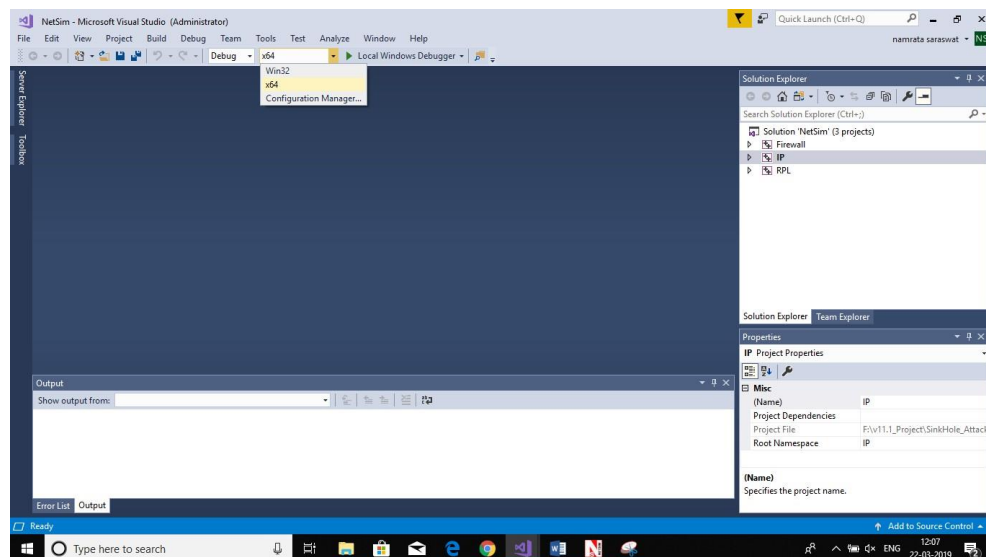 NetSim - Microsoft Visual Studio (Administrator)
Quick Launch (Ctrl+Q)
File Edit View Project Build Debug Team Tools Test Analyze Window Help
namrata saraswat NS
Debug x64 Local Windows Debugger
Win32
x64
Configuration Manager...
Server Explorer
Toolbox
Solution Explorer
Search Solution Explorer (Ctrl+;)
Solution 'NetSim' (3 projects)
Firewall
IP
RPL
Solution Explorer Team Explorer
Properties
IP Project Properties
Misc
(Name) IP
Project Dependencies
Project File F:\v11.1_Project\SinkHole_Attack
Root Namespace IP
(Name)
Specifies the project name.
Output
Show output from:
Error List Output
Ready
Add to Source Control
Type here to search
ENG
12:07
22-03-2019